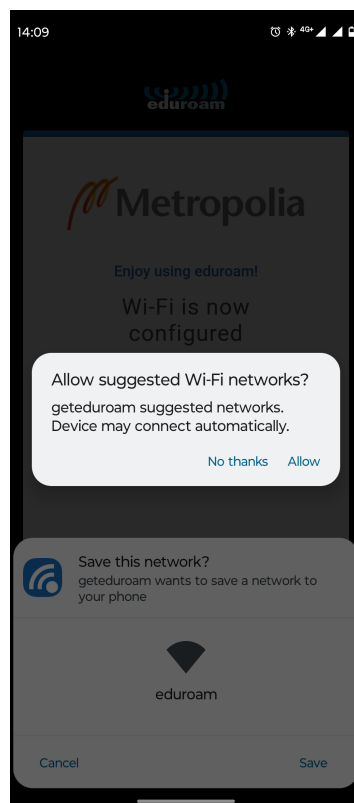 14:09
4G+
eduroam
Metropolia
Enjoy using eduroam!
Wi-Fi is now
configured
Allow suggested Wi-Fi networks?
geteduroam suggested networks.
Device may connect automatically.
No thanks Allow
Save this network?
geteduroam wants to save a network to
your phone
eduroam
Cancel Save